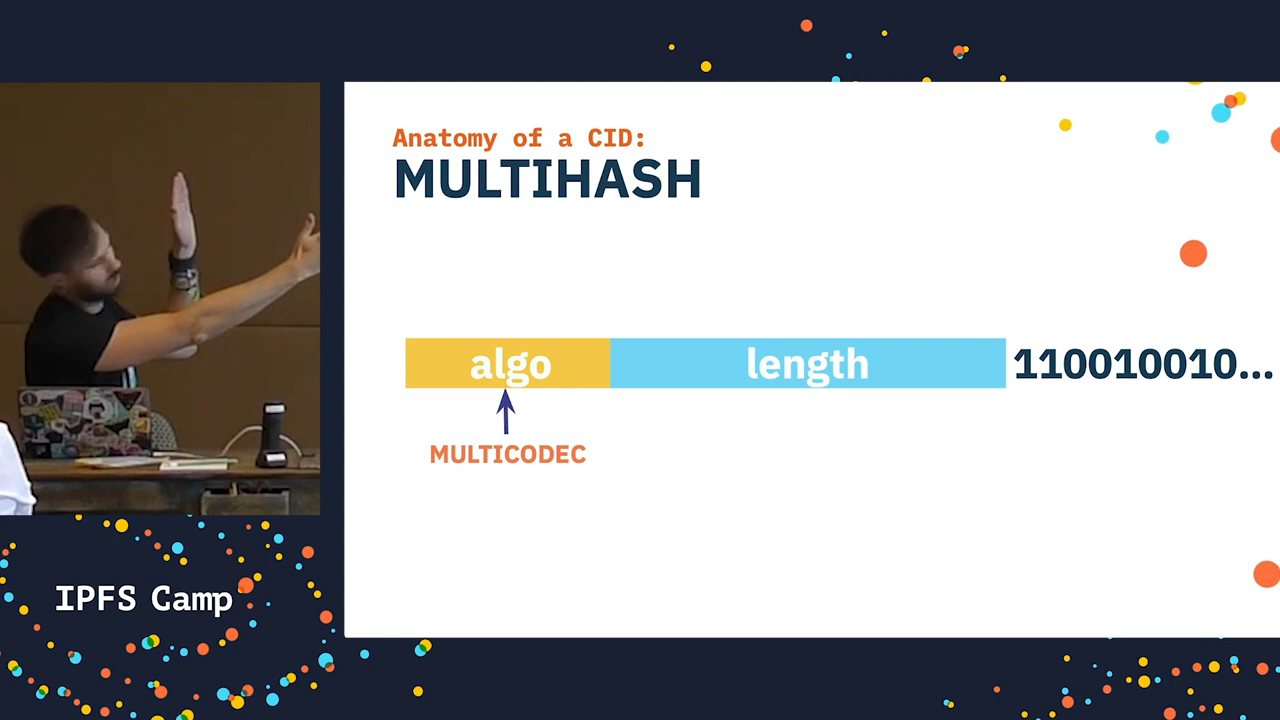 Anatomy of a CID:
MULTIHASH
algo
length
110010010...
MULTICODEC
IPFS Camp